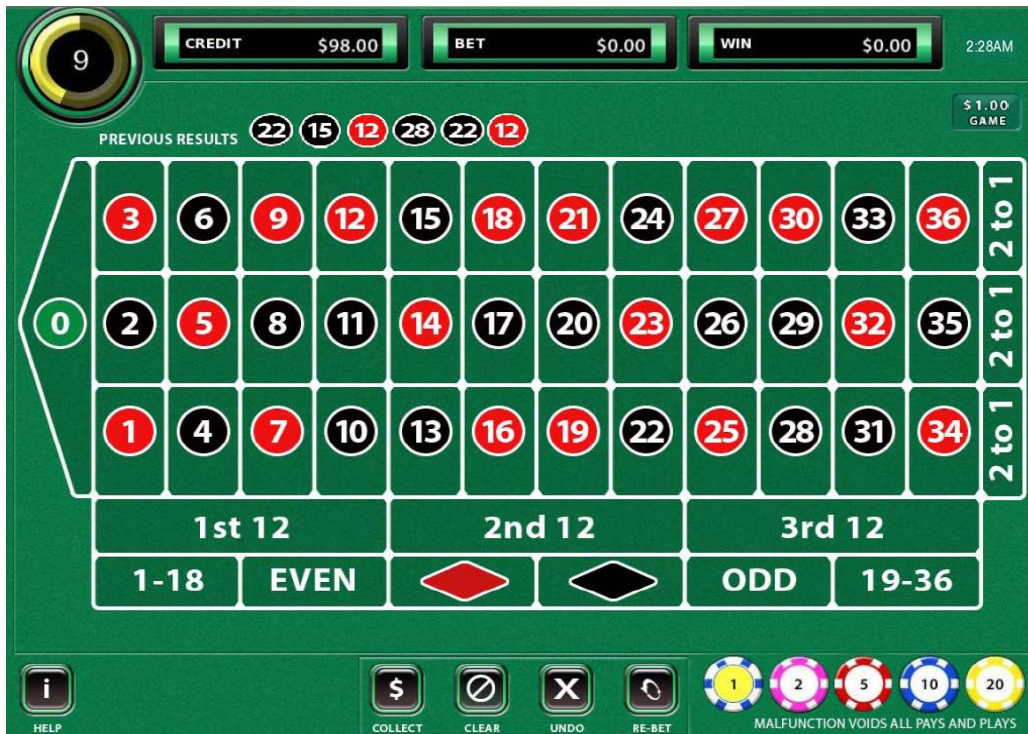 9
CREDIT $98.00
BET $0.00
WIN $0.00
2:28AM
$1.00
GAME
PREVIOUS RESULTS 22 15 12 28 22 12
3 6 9 12 15 18 21 24 27 30 33 36 2 to 1
0 2 5 8 11 14 17 20 23 26 29 32 35 2 to 1
1 4 7 10 13 16 19 22 25 28 31 34 2 to 1
1st 12 2nd 12 3rd 12
1-18 EVEN ODD 19-36
i $ X 1 2 5 10 20
HELP COLLECT CLEAR UNDO RE-BET MALFUNCTION VOIDS ALL PAYS AND PLAYS